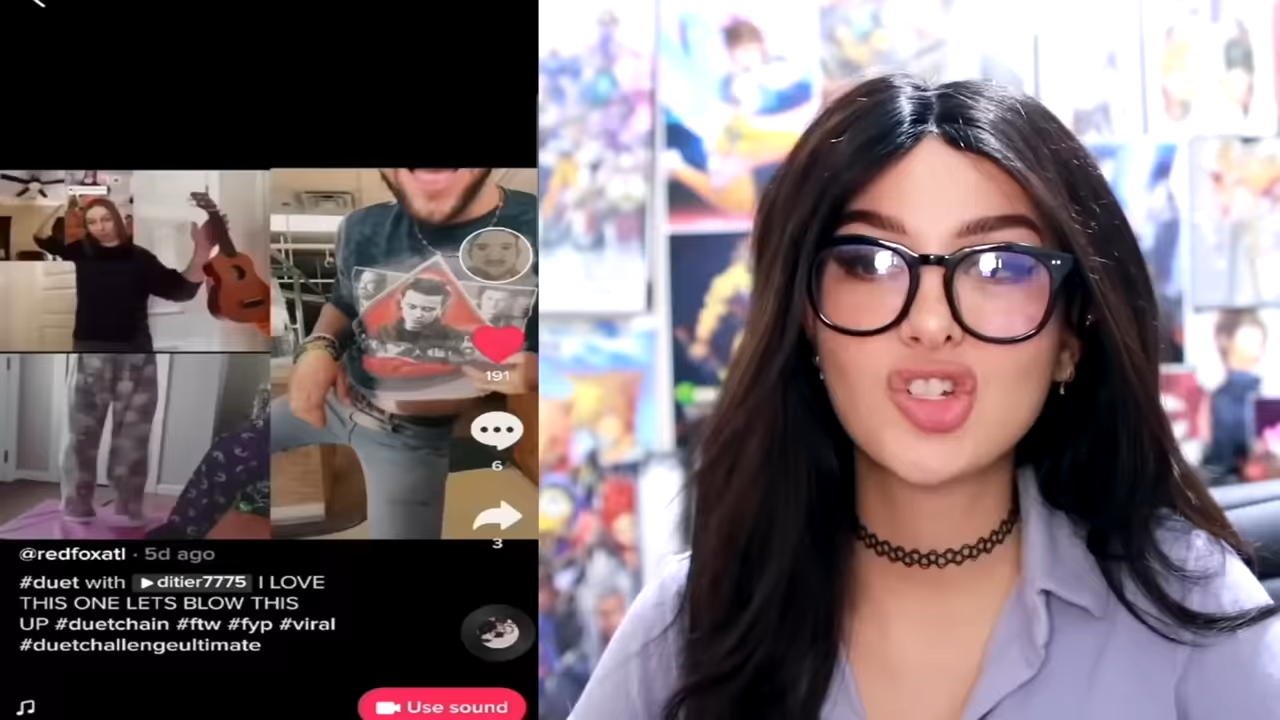 191
6
3
@redfoxatl · 5d ago
#duet with ▶ditier7775 I LOVE
THIS ONE LETS BLOW THIS
UP #duetchain #ftw #fyp #viral
#duetchallengeultimate
Use sound